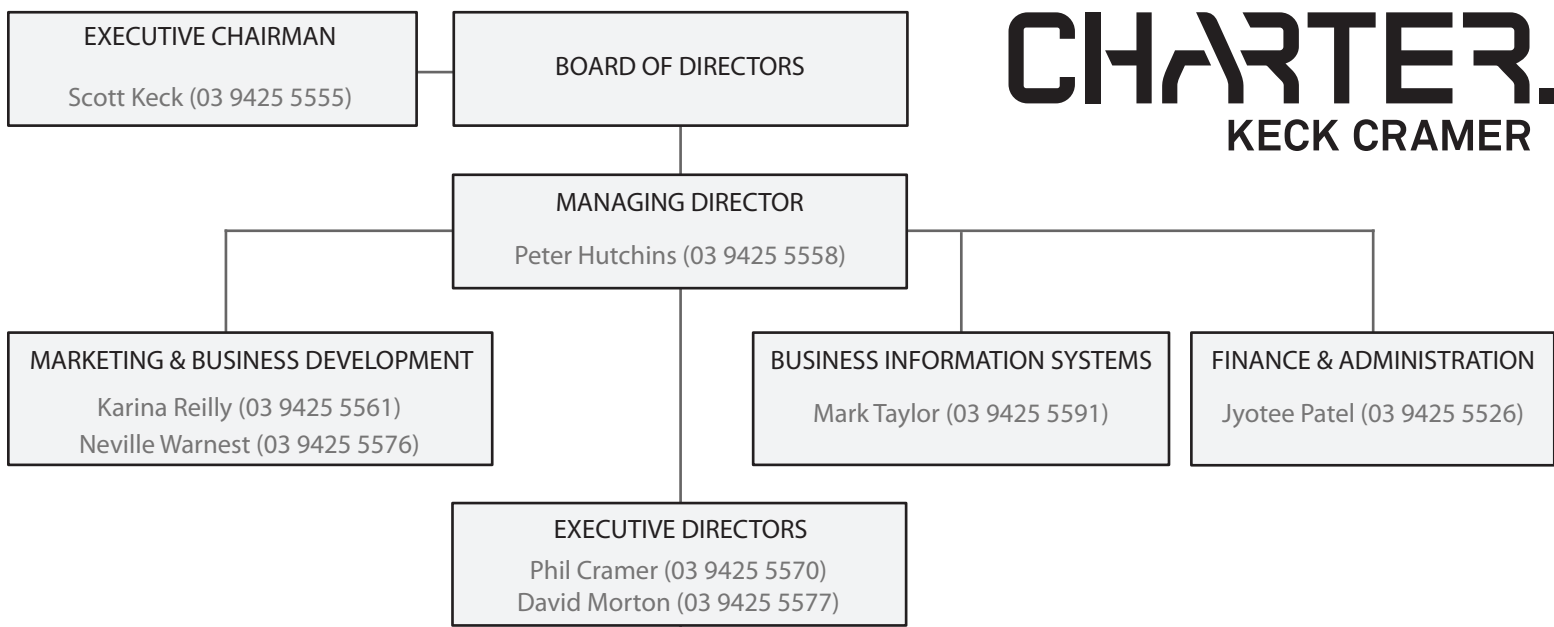 EXECUTIVE CHAIRMAN
Scott Keck (03 9425 5555)
BOARD OF DIRECTORS
CHARTER.
KECK CRAMER
MANAGING DIRECTOR
Peter Hutchins (03 9425 5558)
MARKETING & BUSINESS DEVELOPMENT
Karina Reilly (03 9425 5561)
Neville Warnest (03 9425 5576)
BUSINESS INFORMATION SYSTEMS
Mark Taylor (03 9425 5591)
FINANCE & ADMINISTRATION
Jyotee Patel (03 9425 5526)
EXECUTIVE DIRECTORS
Phil Cramer (03 9425 5570)
David Morton (03 9425 5577)